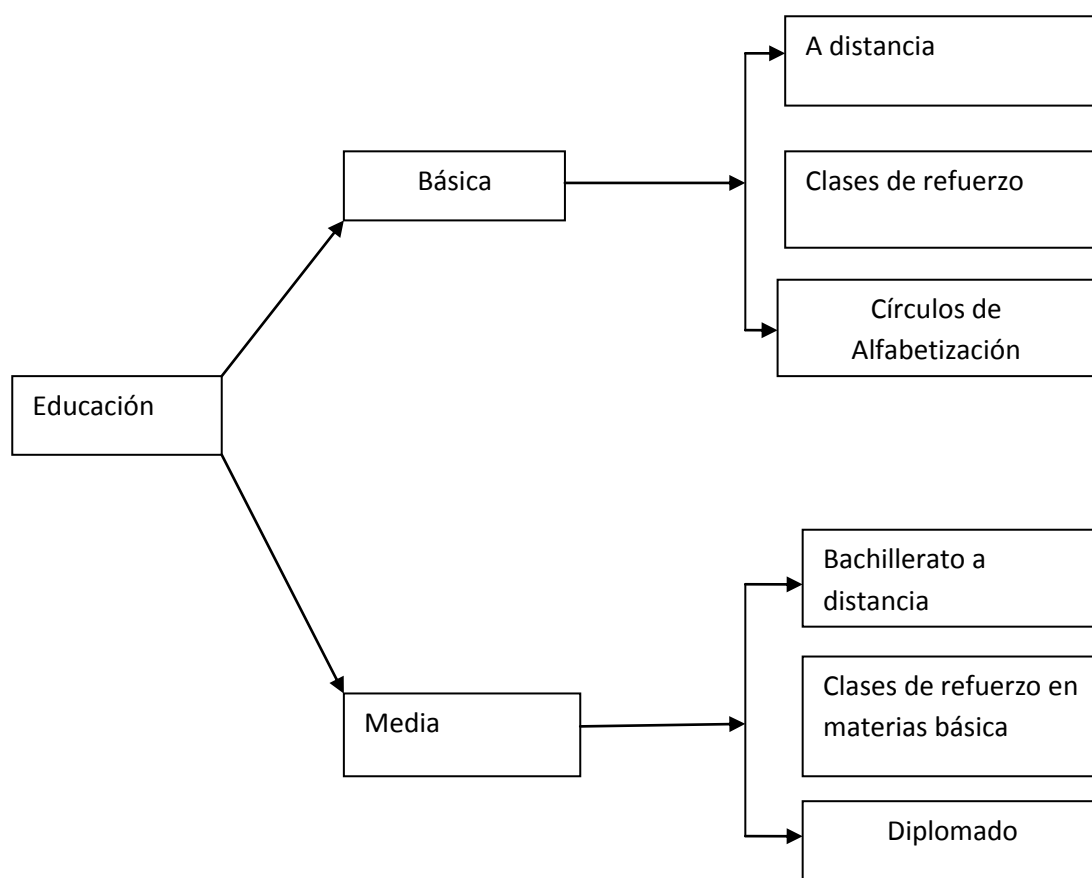 A distancia
Básica
Clases de refuerzo
Círculos de
Alfabetización
Educación
Bachillerato a
distancia
Clases de refuerzo en
materias básica
Media
Diplomado